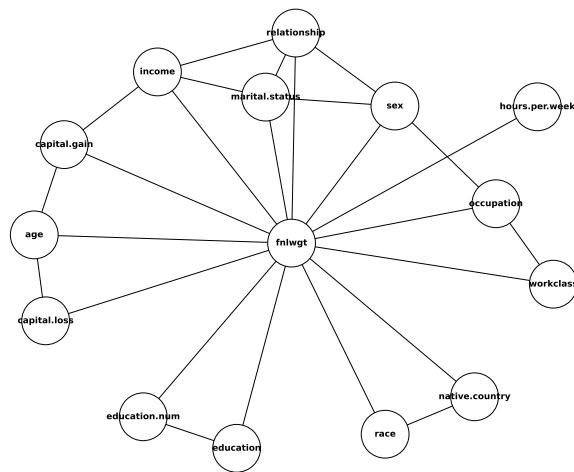 relationship
income
marital.status
sex
hours.per.week
capital.gain
occupation
age
fnlwgt
workclass
capital.loss
native.country
education.num
race
education